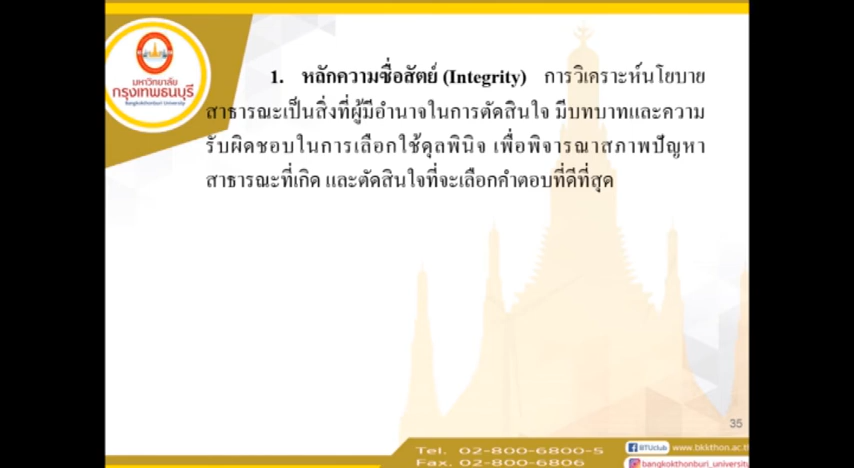 มหาวิทยาลัย
กรุงเทพธนบุรี
Bangkokthonburi University
1. หลักความซื่อสัตย์ (Integrity) การวิเคราะห์นโยบาย
สาธารณะเป็นสิ่งที่ผู้มีอำนาจในการตัดสินใจ มีบทบาทและความ
รับผิดชอบในการเลือกใช้ดุลพินิจ เพื่อพิจารณาสภาพปัญหา
สาธารณะที่เกิด และตัดสินใจที่จะเลือกคำตอบที่ดีที่สุด
35
Tel. 02-800-6800-5
BTUclub www.bkkthon.ac.t
Fax. 02-800-6806
bangkokthonburi_university